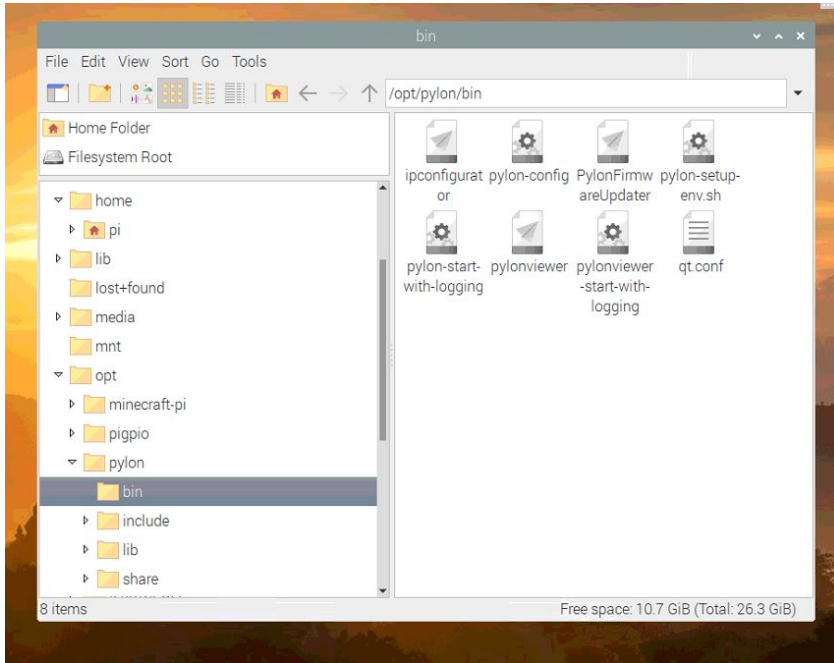 bin
File Edit View Sort Go Tools
/opt/pylon/bin
Home Folder
Filesystem Root
home
pi
lib
lost+found
media
mnt
opt
minecraft-pi
pigpio
pylon
bin
include
lib
share
ipconfigurat
or
pylon-config
PylonFirmw
areUpdater
pylon-setup-
env.sh
pylon-start-
with-logging
pylonviewer
pylonviewer
-start-with-
logging
qt.conf
8 items
Free space: 10.7 GiB (Total: 26.3 GiB)